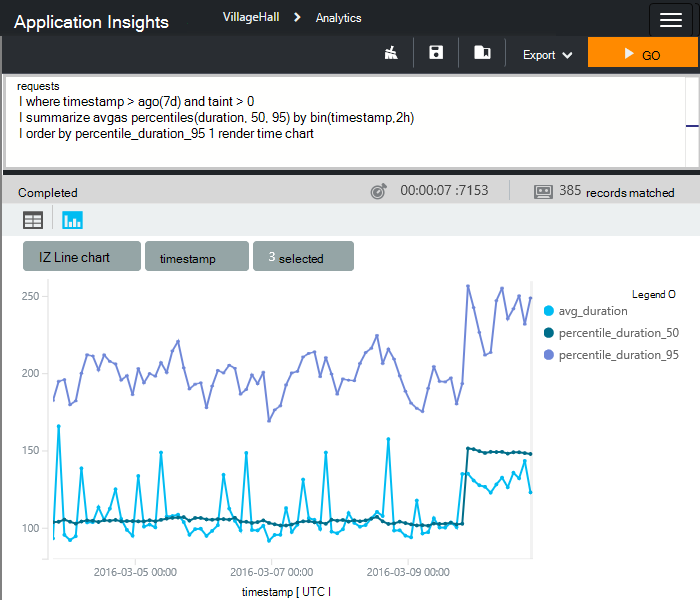 Application Insights
VillageHall > Analytics
Export
GO
requests
I where timestamp > ago(7d) and taint > 0
I summarize avgas percentiles(duration, 50, 95) by bin(timestamp,2h)
I order by percentile_duration_95 1 render time chart
Completed
00:00:07 :7153
385 records matched
IZ Line chart
timestamp
3 selected
Legend O
avg_duration
percentile_duration_50
percentile_duration_95
250
200
150
100
2016-03-05 00:00
2016-03-07 00:00
2016-03-09 00:00
timestamp [ UTC I